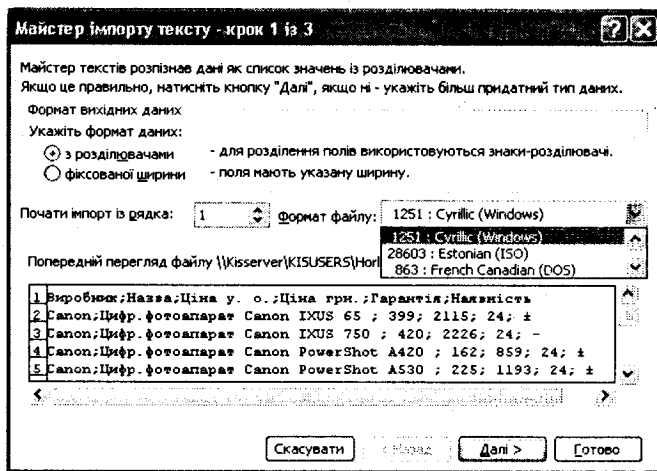 Майстер імпорту тексту - крок 1 із 3
Майстер текстів розпізнав дані як список значень із розділювачами.
Якщо це правильно, натисніть кнопку "Далі", якщо ні - укажіть більш придатний тип даних.
Формат вихідних даних
Укажіть формат даних:
з розділювачами - для розділення полів використовуються знаки-розділювачі.
фіксованої ширини - поля мають указану ширину.
Почати імпорт із рядка: 1 Формат файлу: 1251 : Cyrillic (Windows)
1251 : Cyrillic (Windows)
28603 : Estonian (ISO)
863 : French Canadian (DOS)
Попередній перегляд файлу \\Kisserver\KISUSERS\Horl
1 Виробник;Назва;Ціна у. о.;Ціна грн.;Гарантія;Наявність
2 Canon;Цифр.фотоапарат Canon IXUS 65 ; 399; 2115; 24; ±
3 Canon;Цифр.фотоапарат Canon IXUS 750 ; 420; 2226; 24; -
4 Canon;Цифр.фотоапарат Canon PowerShot A420 ; 162; 859; 24; ±
5 Canon;Цифр.фотоапарат Canon PowerShot A530 ; 225; 1193; 24; ±
Скасувати < Назад Далі > Готово